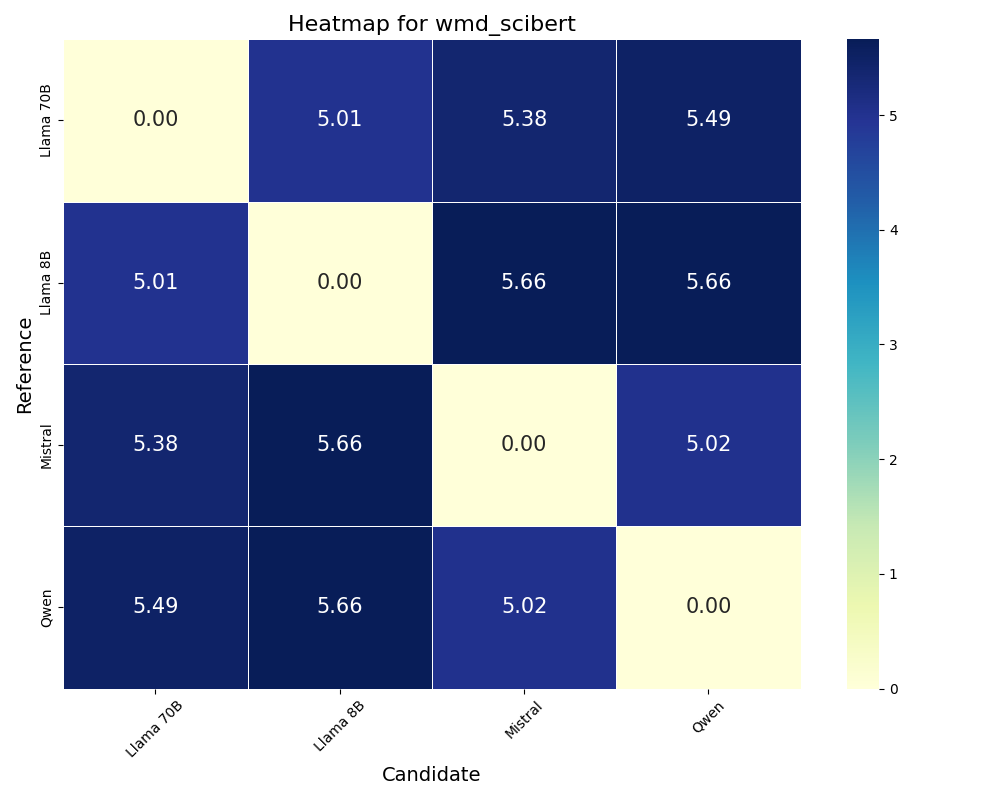 Heatmap for wmd_scibert
Reference
Llama 70B
0.00 5.01 5.38 5.49
Llama 8B
5.01 0.00 5.66 5.66
Mistral
5.38 5.66 0.00 5.02
Qwen
5.49 5.66 5.02 0.00
Llama 70B Llama 8B Mistral Qwen
Candidate
5
4
3
2
1
0